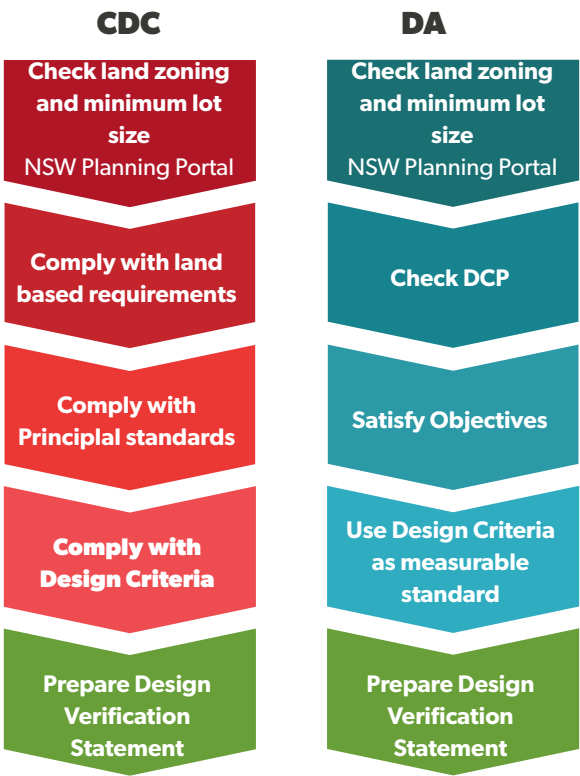 CDC
Check land zoning
and minimum lot
size
NSW Planning Portal
Comply with land
based requirements
Comply with
Principlal standards
Comply with
Design Criteria
Prepare Design
Verification
Statement
DA
Check land zoning
and minimum lot
size
NSW Planning Portal
Check DCP
Satisfy Objectives
Use Design Criteria
as measurable
standard
Prepare Design
Verification
Statement